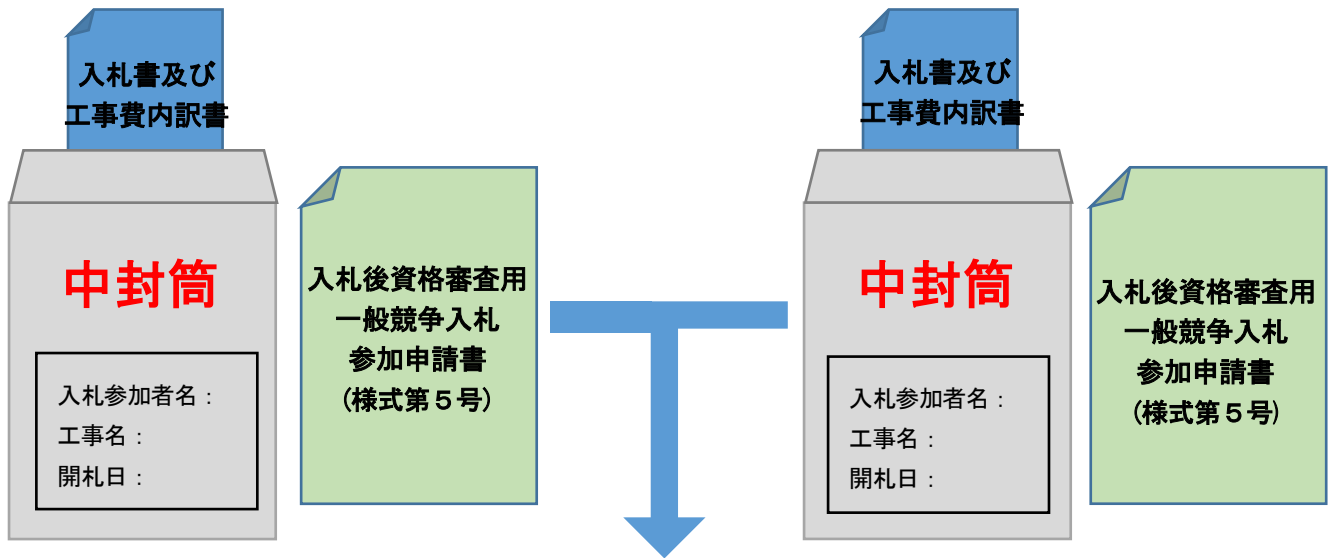 入札書及び
工事費内訳書
中封筒
入札参加者名：
工事名：
開札日：
入札後資格審査用
一般競争入札
参加申請書
(様式第５号)
入札書及び
工事費内訳書
中封筒
入札参加者名：
工事名：
開札日：
入札後資格審査用
一般競争入札
参加申請書
(様式第５号)